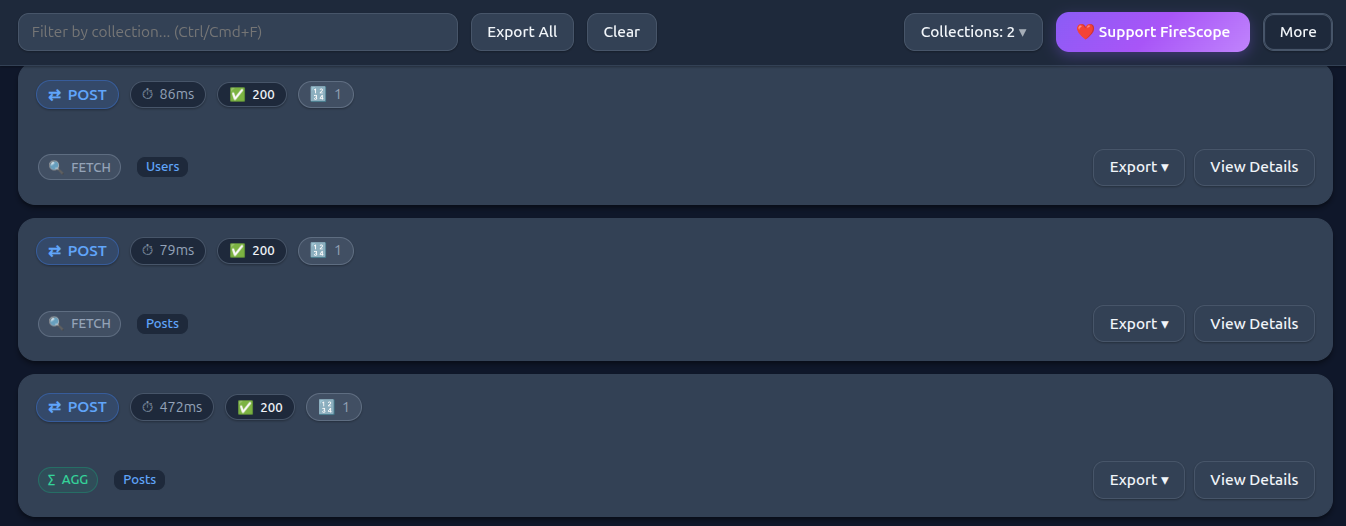 Filter by collection... (Ctrl/Cmd+F) Export All Clear Collections: 2 ▾ ❤️ Support FireScope More
⇄ POST ⏱ 86ms ✅ 200 🔢 1
🔍 FETCH Users Export ▾ View Details
⇄ POST ⏱ 79ms ✅ 200 🔢 1
🔍 FETCH Posts Export ▾ View Details
⇄ POST ⏱ 472ms ✅ 200 🔢 1
Σ AGG Posts Export ▾ View Details